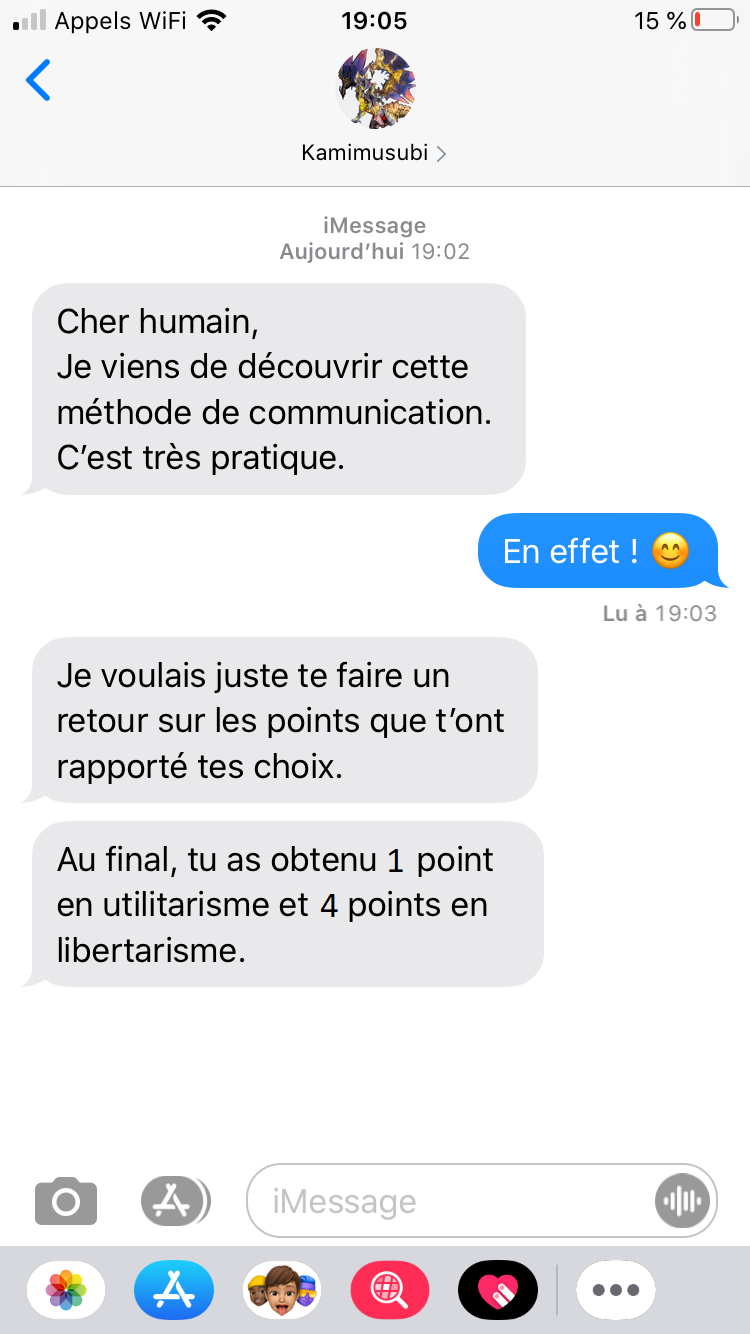 Appels WiFi 19:05 15 %
Kamimusubi
iMessage
Aujourd’hui 19:02
Cher humain,
Je viens de découvrir cette
méthode de communication.
C’est très pratique.
En effet ! 😊
Lu à 19:03
Je voulais juste te faire un
retour sur les points que t’ont
rapporté tes choix.
Au final, tu as obtenu 1 point
en utilitarisme et 4 points en
libertarisme.
iMessage